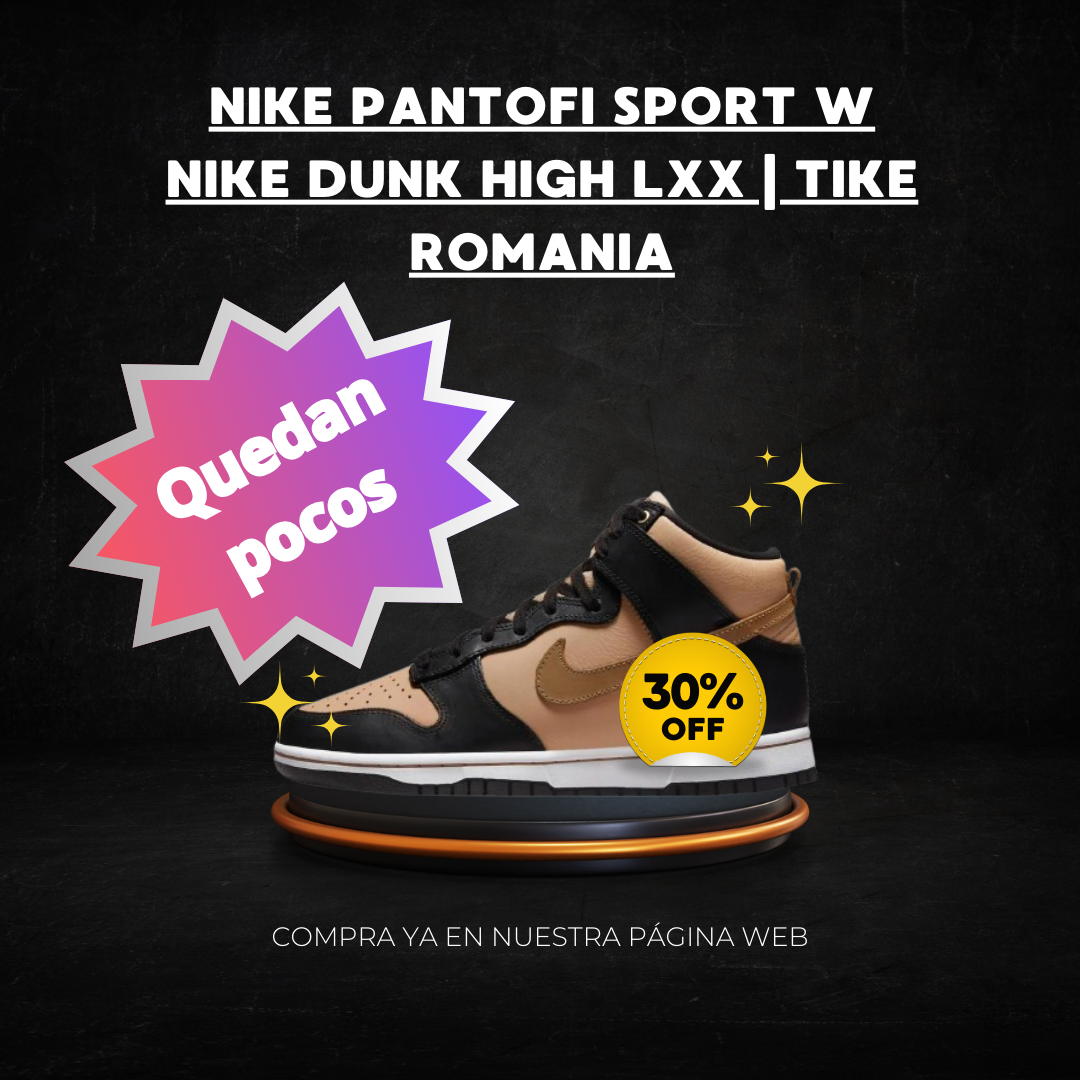 NIKE PANTOFI SPORT W
NIKE DUNK HIGH LXX | TIKE
ROMANIA
Quedan
pocos
30%
OFF
COMPRA YA EN NUESTRA PÁGINA WEB